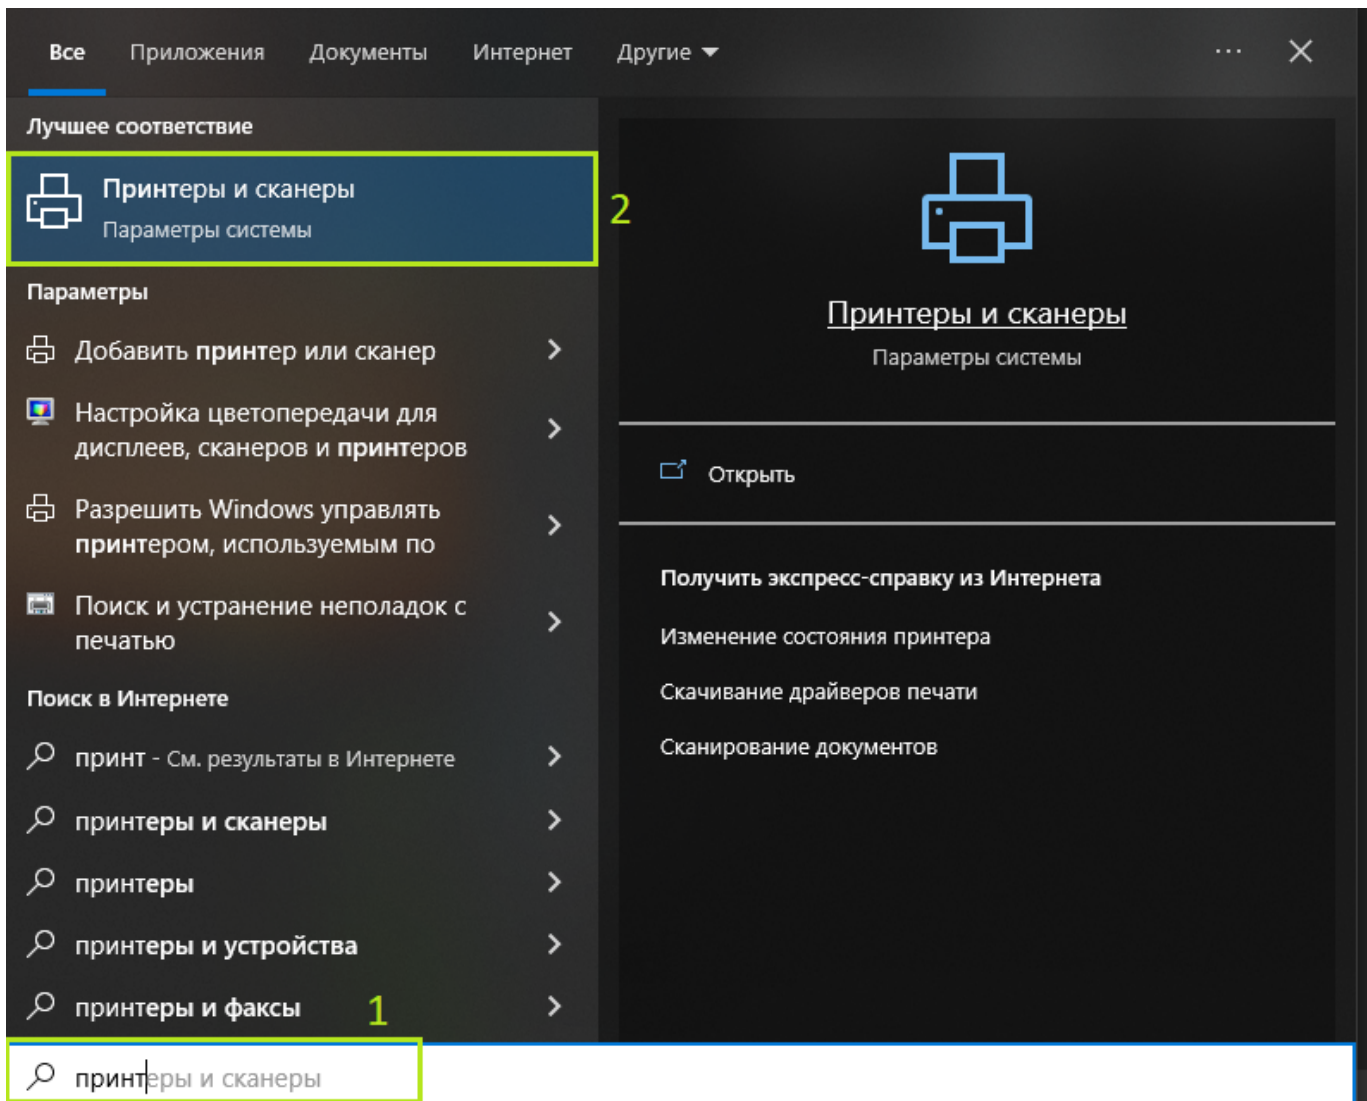 Все Приложения Документы Интернет Другие
Лучшее соответствие
Принтеры и сканеры
Параметры системы
2
Параметры
Добавить принтер или сканер
Настройка цветопередачи для
дисплеев, сканеров и принтеров
Разрешить Windows управлять
принтером, используемым по
Поиск и устранение неполадок с
печатью
Поиск в Интернете
принт - См. результаты в Интернете
принтеры и сканеры
принтеры
принтеры и устройства
принтеры и факсы
1
принтеры и сканеры
Принтеры и сканеры
Параметры системы
Открыть
Получить экспресс-справку из Интернета
Изменение состояния принтера
Скачивание драйверов печати
Сканирование документов